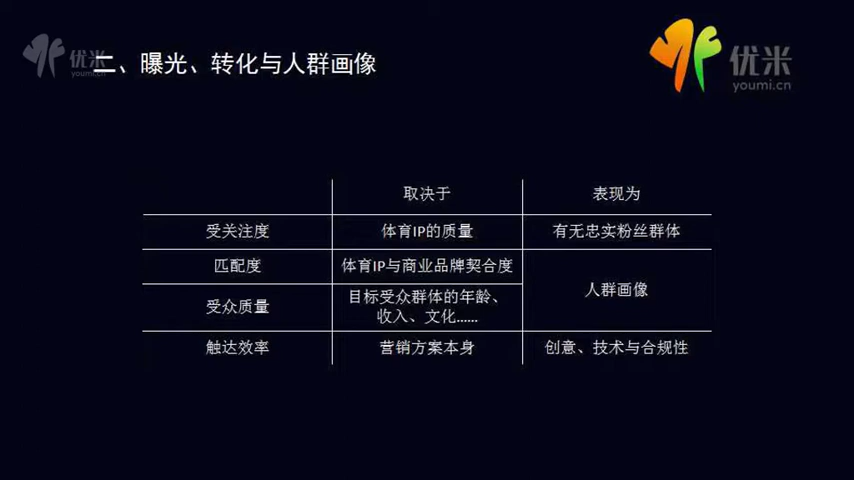 优米
youmi.cn
二、曝光、转化与人群画像
优米
youmi.cn
取决于 表现为
受关注度 体育IP的质量 有无忠实粉丝群体
匹配度 体育IP与商业品牌契合度 人群画像
受众质量 目标受众群体的年龄、
收入、文化……
触达效率 营销方案本身 创意、技术与合规性